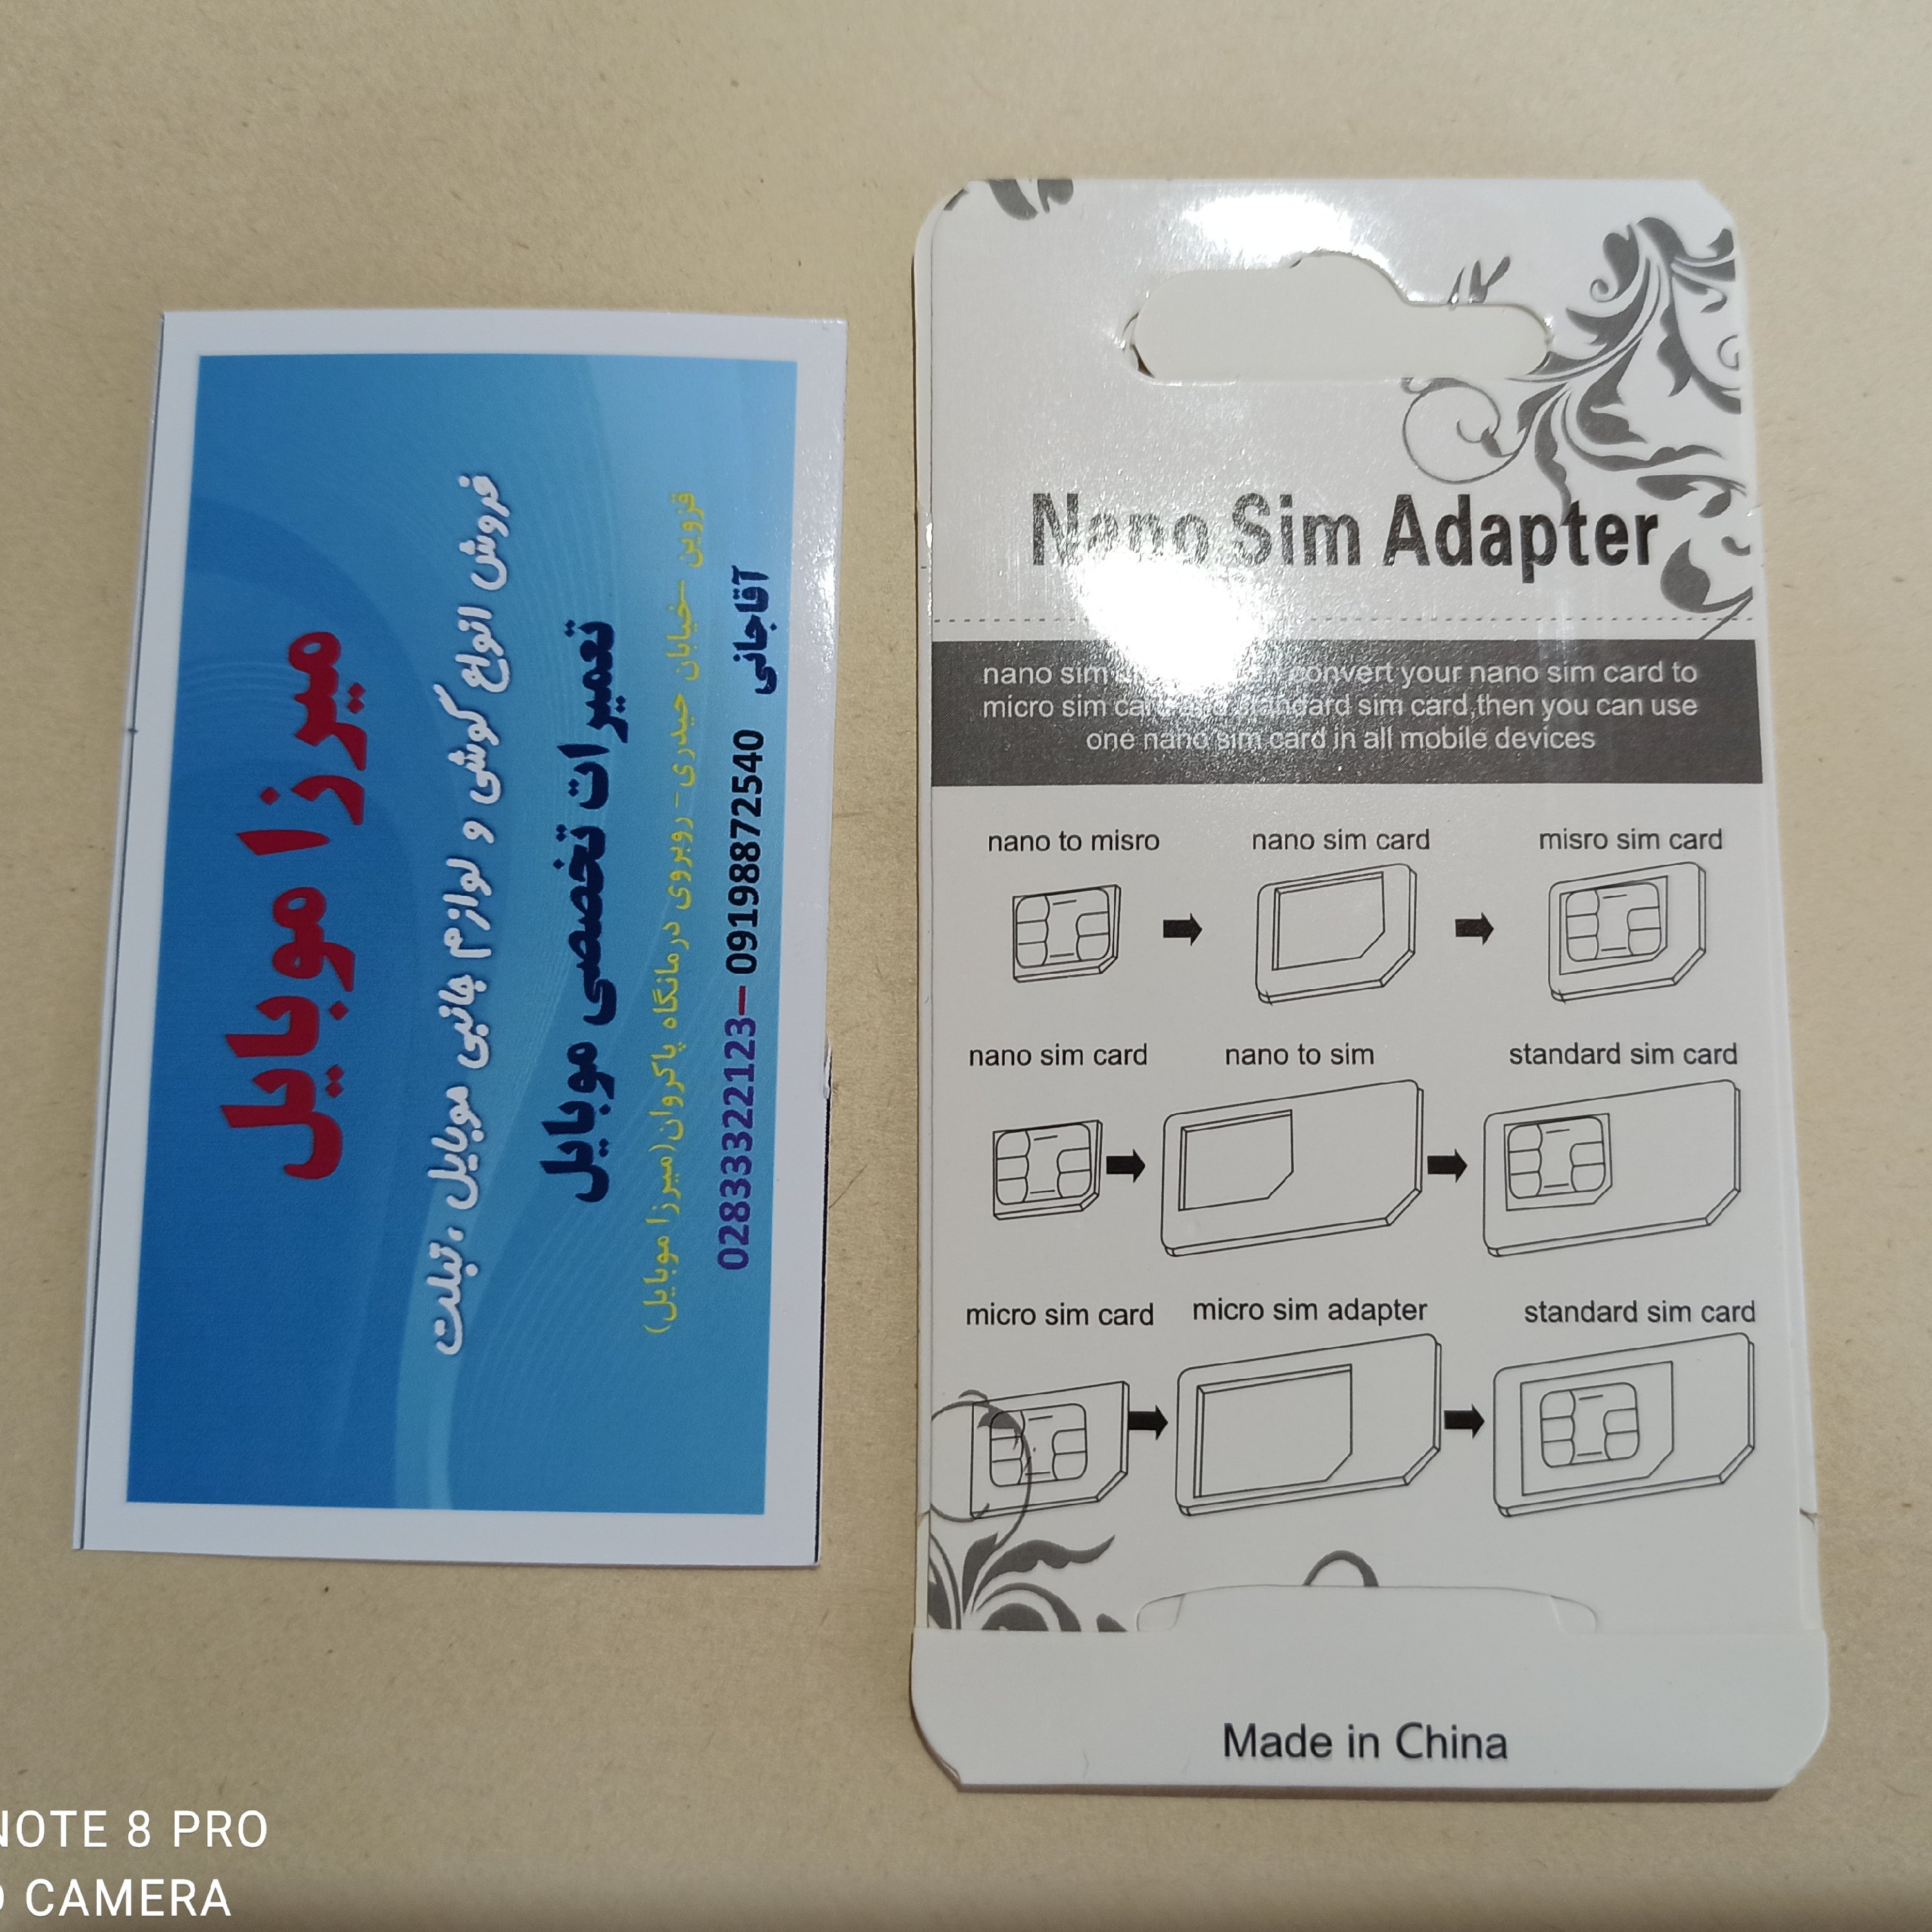 میرزا موبایل
فروش انواع گوشی و لوازم جانبی موبایل ،تبلت
تعمیرات تخصصی موبایل
قزوین -خیابان حیدری- روبروی درمانگاه پاکروان(میرزا موبایل)
02833322123- 09198872540 آقاجانی
Nano Sim Adapter
nano sim convert your nano sim card to
micro sim card and standard sim card,then you can use
one nano sim card in all mobile devices
nano to misro nano sim card misro sim card
nano sim card nano to sim standard sim card
micro sim card micro sim adapter standard sim card
Made in China
NOTE 8 PRO
CAMERA